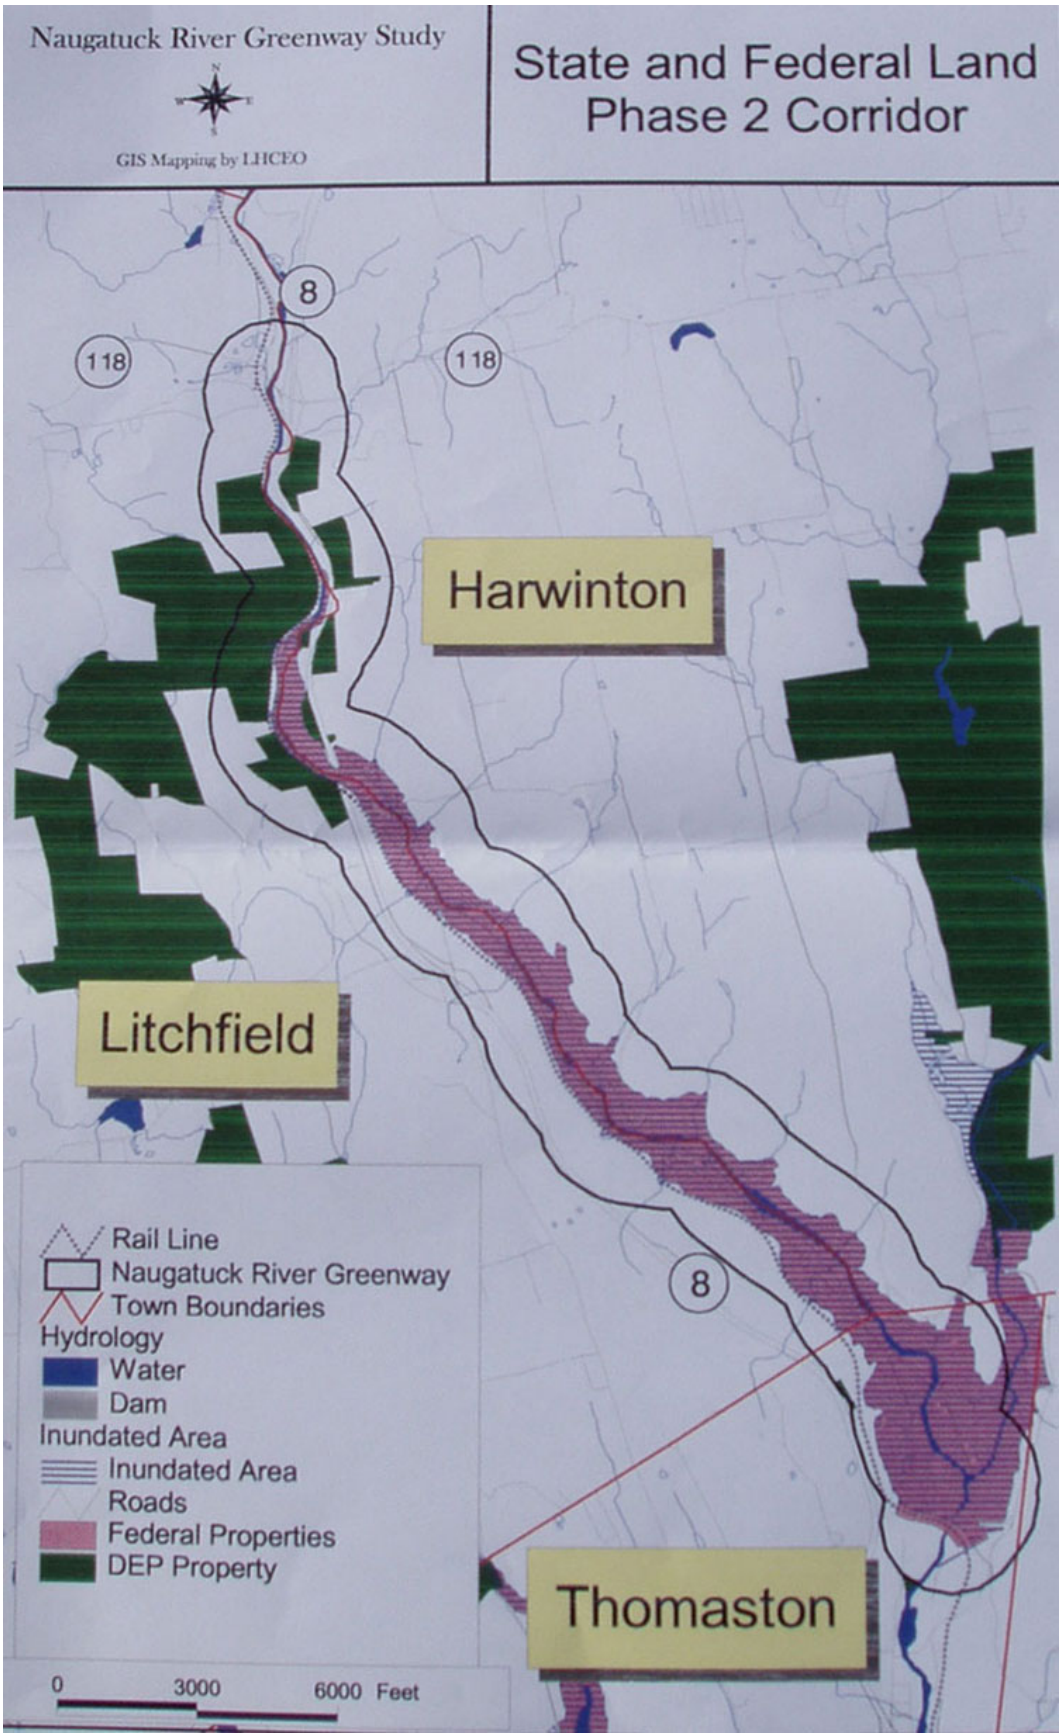 Naugatuck River Greenway Study
N
W
E
S
GIS Mapping by LHCEO
State and Federal Land
Phase 2 Corridor
8
118
118
Harwinton
Litchfield
8
Rail Line
Naugatuck River Greenway
Town Boundaries
Hydrology
Water
Dam
Inundated Area
Inundated Area
Roads
Federal Properties
DEP Property
Thomaston
0 3000 6000 Feet